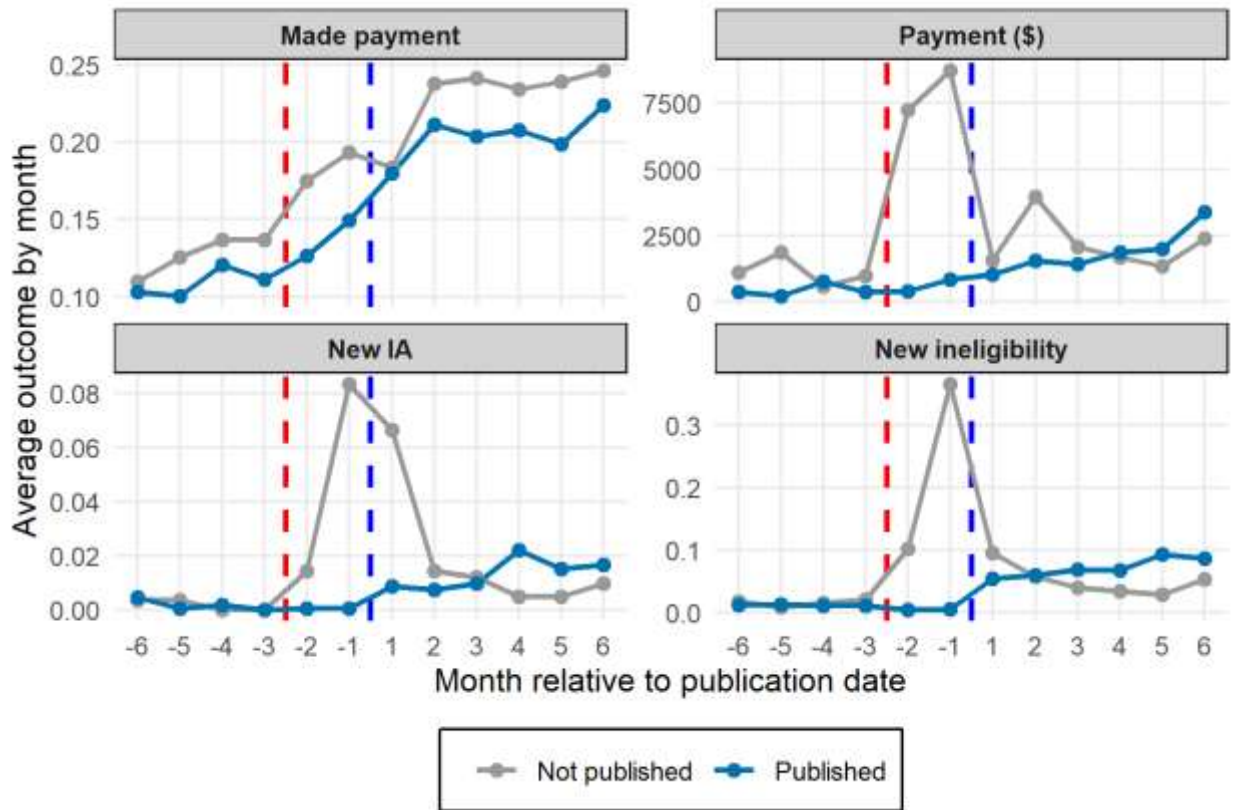 Made payment
Payment ($)
0.25
0.20
0.15
0.10
7500
5000
2500
0
New IA
New ineligibility
0.08
0.06
0.04
0.02
0.00
0.3
0.2
0.1
0.0
-6 -5 -4 -3 -2 -1 1 2 3 4 5 6
-6 -5 -4 -3 -2 -1 1 2 3 4 5 6
Average outcome by month
Month relative to publication date
Not published
Published